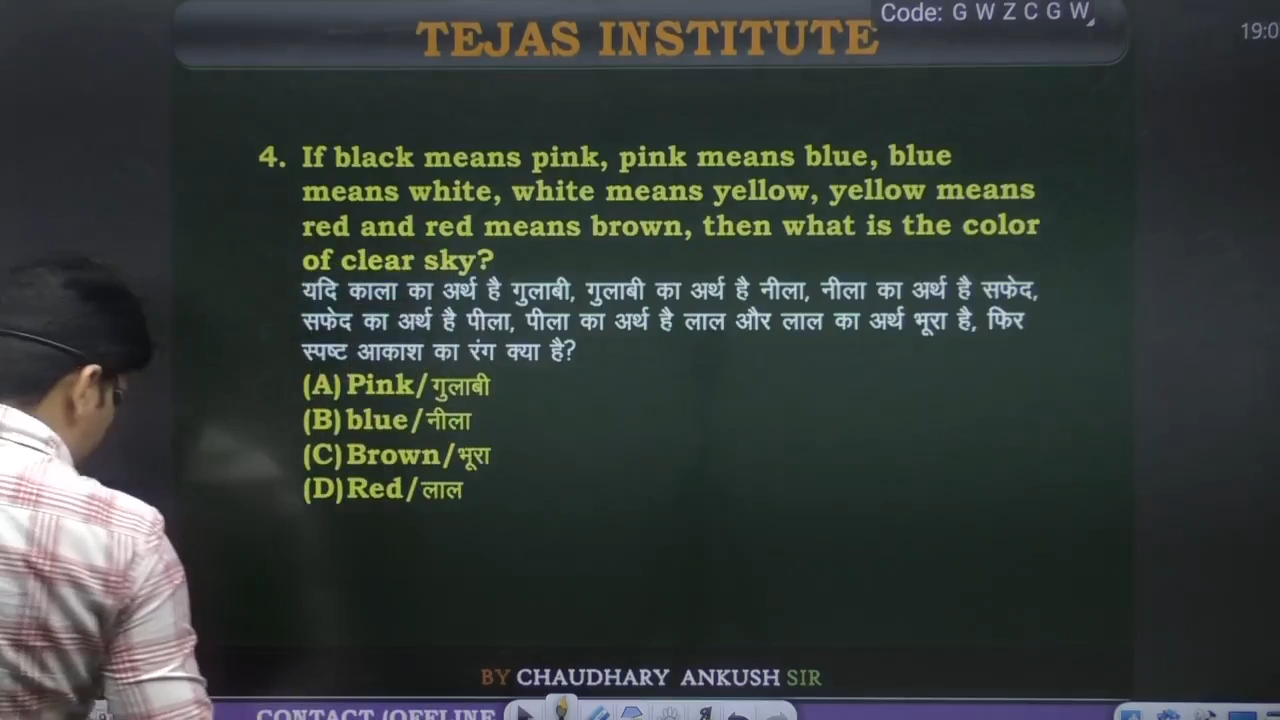 Code: G W Z C G W
TEJAS INSTITUTE
19:0
4. If black means pink, pink means blue, blue
means white, white means yellow, yellow means
red and red means brown, then what is the color
of clear sky?
यदि काला का अर्थ है गुलाबी, गुलाबी का अर्थ है नीला, नीला का अर्थ है सफेद,
सफेद का अर्थ है पीला, पीला का अर्थ है लाल और लाल का अर्थ भूरा है, फिर
स्पष्ट आकाश का रंग क्या है?
(A) Pink/गुलाबी
(B) blue/नीला
(C) Brown/भूरा
(D) Red/लाल
BY CHAUDHARY ANKUSH SIR
CONTACT (OFFLINE